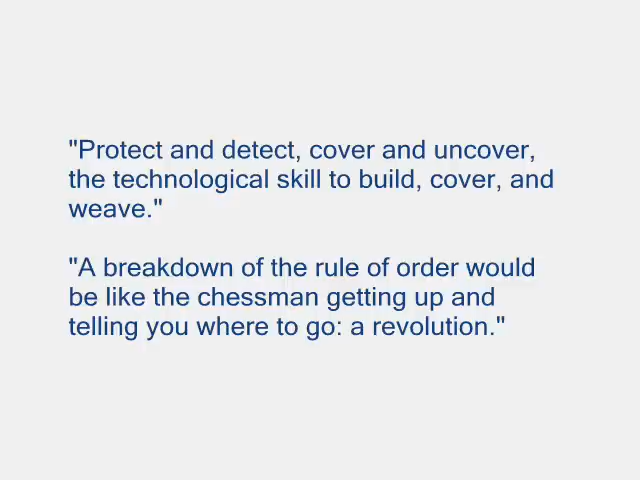 "Protect and detect, cover and uncover,
the technological skill to build, cover, and
weave."
"A breakdown of the rule of order would
be like the chessman getting up and
telling you where to go: a revolution."